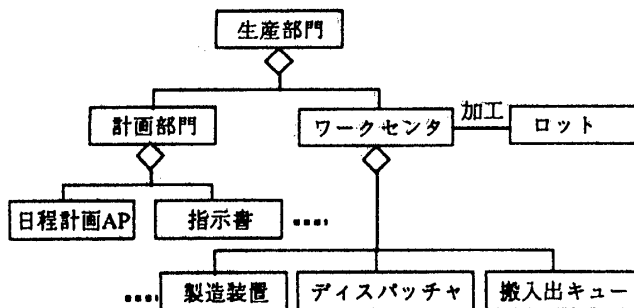 生産部門
計画部門
ワークセンタ
加工
ロット
日程計画AP
指示書
....
....
製造装置
ディスパッチャ
搬入出キュー